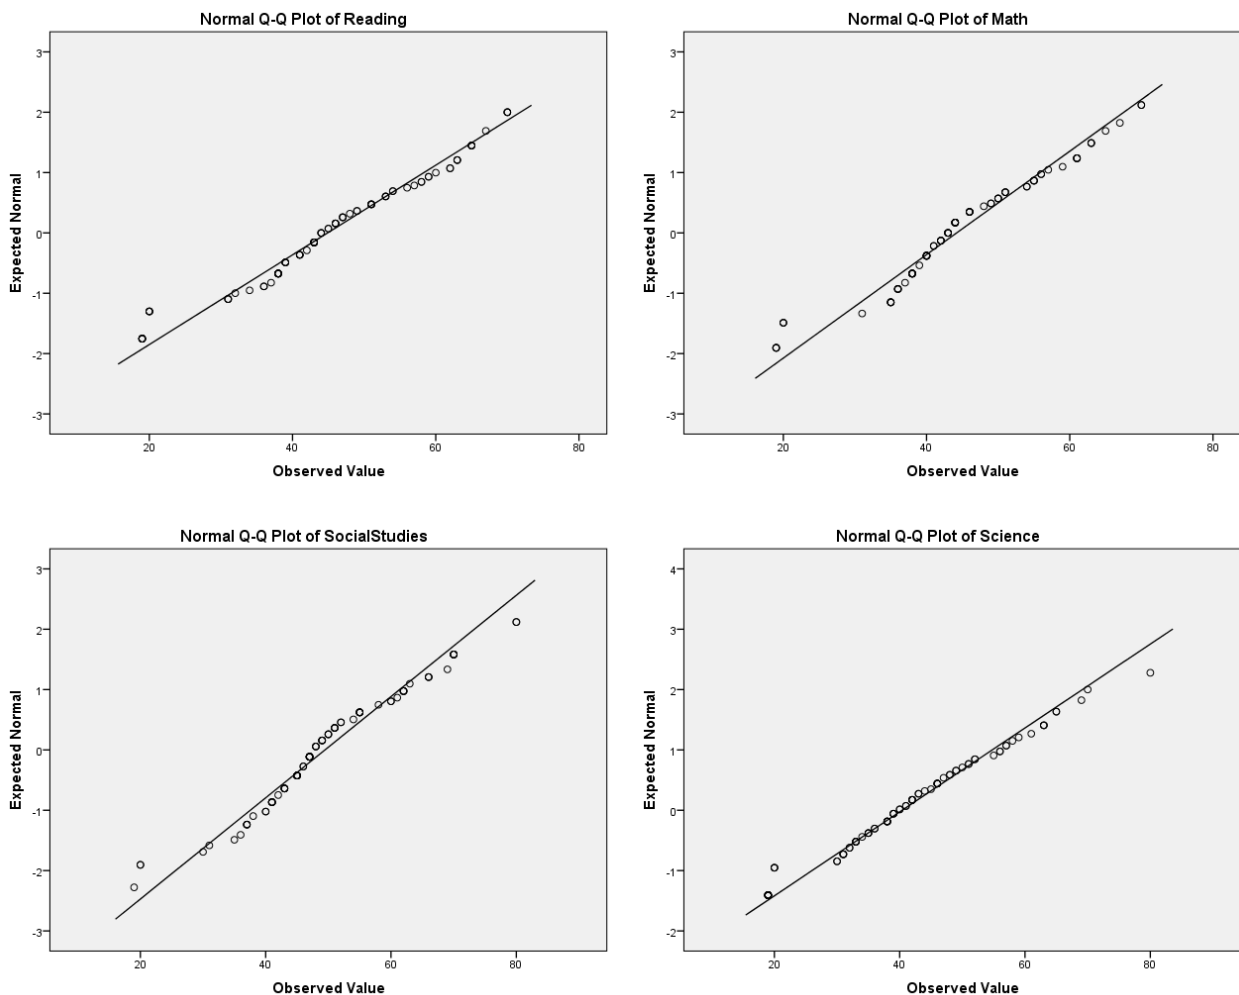 Normal Q-Q Plot of Reading
3
2
1
0
-1
-2
-3
Expected Normal
20 40 60 80
Observed Value
Normal Q-Q Plot of Math
3
2
1
0
-1
-2
-3
Expected Normal
20 40 60 80
Observed Value
Normal Q-Q Plot of SocialStudies
3
2
1
0
-1
-2
-3
Expected Normal
20 40 60 80
Observed Value
Normal Q-Q Plot of Science
4
3
2
1
0
-1
-2
Expected Normal
20 40 60 80
Observed Value